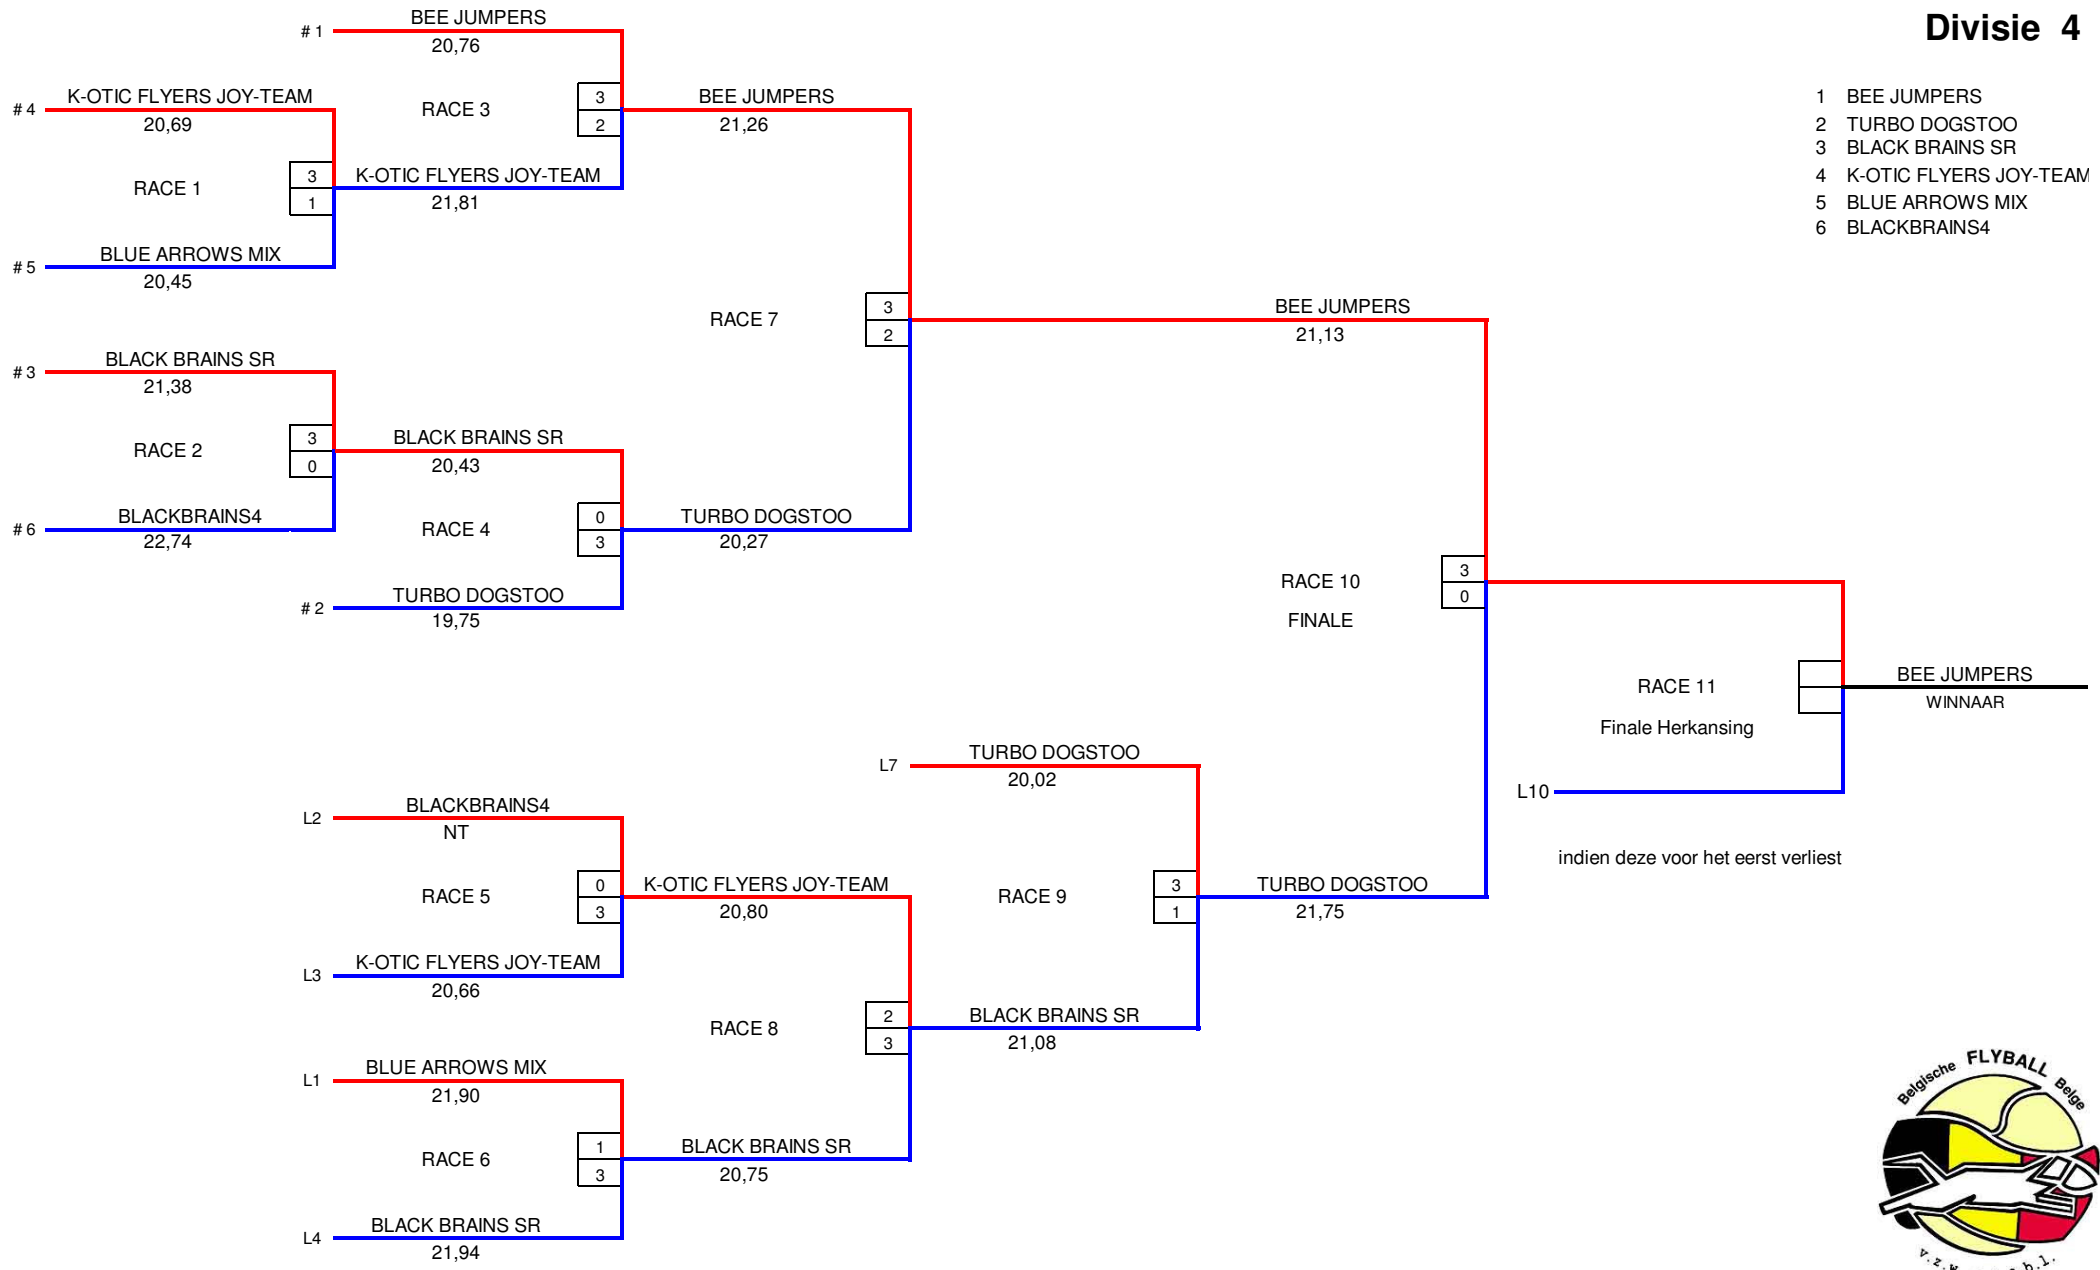 Divisie 4
1 BEE JUMPERS
2 TURBO DOGSTOO
3 BLACK BRAINS SR
4 K-OTIC FLYERS JOY-TEAM
5 BLUE ARROWS MIX
6 BLACKBRAINS4
# 1 BEE JUMPERS
20,76
# 4 K-OTIC FLYERS JOY-TEAM
20,69
RACE 1
3
1
# 5 BLUE ARROWS MIX
20,45
RACE 3
3
2
K-OTIC FLYERS JOY-TEAM
21,81
BEE JUMPERS
21,26
# 3 BLACK BRAINS SR
21,38
RACE 2
3
0
# 6 BLACKBRAINS4
22,74
BLACK BRAINS SR
20,43
RACE 4
0
3
# 2 TURBO DOGSTOO
19,75
TURBO DOGSTOO
20,27
RACE 7
3
2
BEE JUMPERS
21,13
RACE 10
FINALE
3
0
RACE 11
Finale Herkansing
BEE JUMPERS
WINNAAR
L10
indien deze voor het eerst verliest
L7 TURBO DOGSTOO
20,02
L2 BLACKBRAINS4
NT
RACE 5
0
3
L3 K-OTIC FLYERS JOY-TEAM
20,66
K-OTIC FLYERS JOY-TEAM
20,80
RACE 9
3
1
TURBO DOGSTOO
21,75
RACE 8
2
3
BLACK BRAINS SR
21,08
L1 BLUE ARROWS MIX
21,90
RACE 6
1
3
L4 BLACK BRAINS SR
21,94
BLACK BRAINS SR
20,75
Belgische FLYBALL Belge
v.z.w.